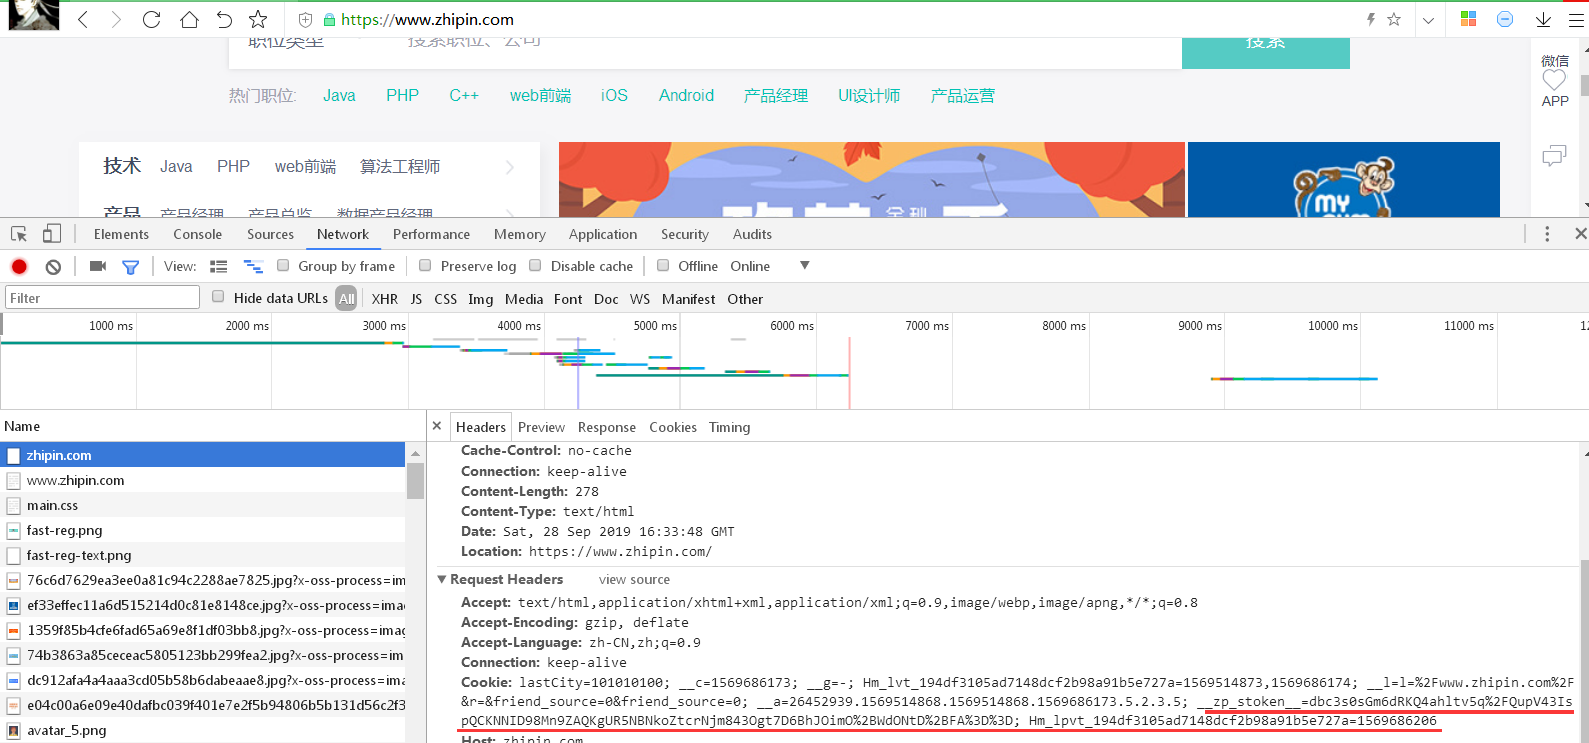 https://www.zhipin.com
职位类型 搜索职位、公司 搜索
微信
APP
热门职位: Java PHP C++ web前端 iOS Android 产品经理 UI设计师 产品运营
技术 Java PHP web前端 算法工程师
产品 产品经理 产品总监 数据产品经理
MY
Elements Console Sources Network Performance Memory Application Security Audits
View: Group by frame Preserve log Disable cache Offline Online
Filter Hide data URLs All XHR JS CSS Img Media Font Doc WS Manifest Other
1000 ms 2000 ms 3000 ms 4000 ms 5000 ms 6000 ms 7000 ms 8000 ms 9000 ms 10000 ms 11000 ms 12
Name
zhipin.com
www.zhipin.com
main.css
fast-reg.png
fast-reg-text.png
76c6d7629ea3ee0a81c94c2288ae7825.jpg?x-oss-process=im
ef33effec11a6d515214d0c81e8148ce.jpg?x-oss-process=ima
1359f85b4cfe6fad65a69e8f1df03bb8.jpg?x-oss-process=imag
74b3863a85ceceac5805123bb299fea2.jpg?x-oss-process=im
dc912afa4a4aaa3cd05b58b6dabeaae8.jpg?x-oss-process=im
e04c00a6e09e40dafbc039f401e7e2f5b94806b5b131d56c2f3
avatar_5.png
Headers Preview Response Cookies Timing
Cache-Control: no-cache
Connection: keep-alive
Content-Length: 278
Content-Type: text/html
Date: Sat, 28 Sep 2019 16:33:48 GMT
Location: https://www.zhipin.com/
Request Headers view source
Accept: text/html,application/xhtml+xml,application/xml;q=0.9,image/webp,image/apng,*/*;q=0.8
Accept-Encoding: gzip, deflate
Accept-Language: zh-CN,zh;q=0.9
Connection: keep-alive
Cookie: lastCity=101010100; __c=1569686173; __g=-; Hm_lvt_194df3105ad7148dcf2b98a91b5e727a=1569514873,1569686174; __l=l=%2Fwww.zhipin.com%2F
&r=&friend_source=0&friend_source=0; __a=26452939.1569514868.1569514868.1569686173.5.2.3.5; __zp_stoken__=dbc3s0sGm6dRKQ4ahltv5q%2FQupV43Is
pQCKKNNID98Mn9ZAQKgUR5NBNkoZtcrNjm843Ogt7D6BhJOimO%2BWdONtD%2BFA%3D%3D; Hm_lpvt_194df3105ad7148dcf2b98a91b5e727a=1569686206
Host: zhipin.com